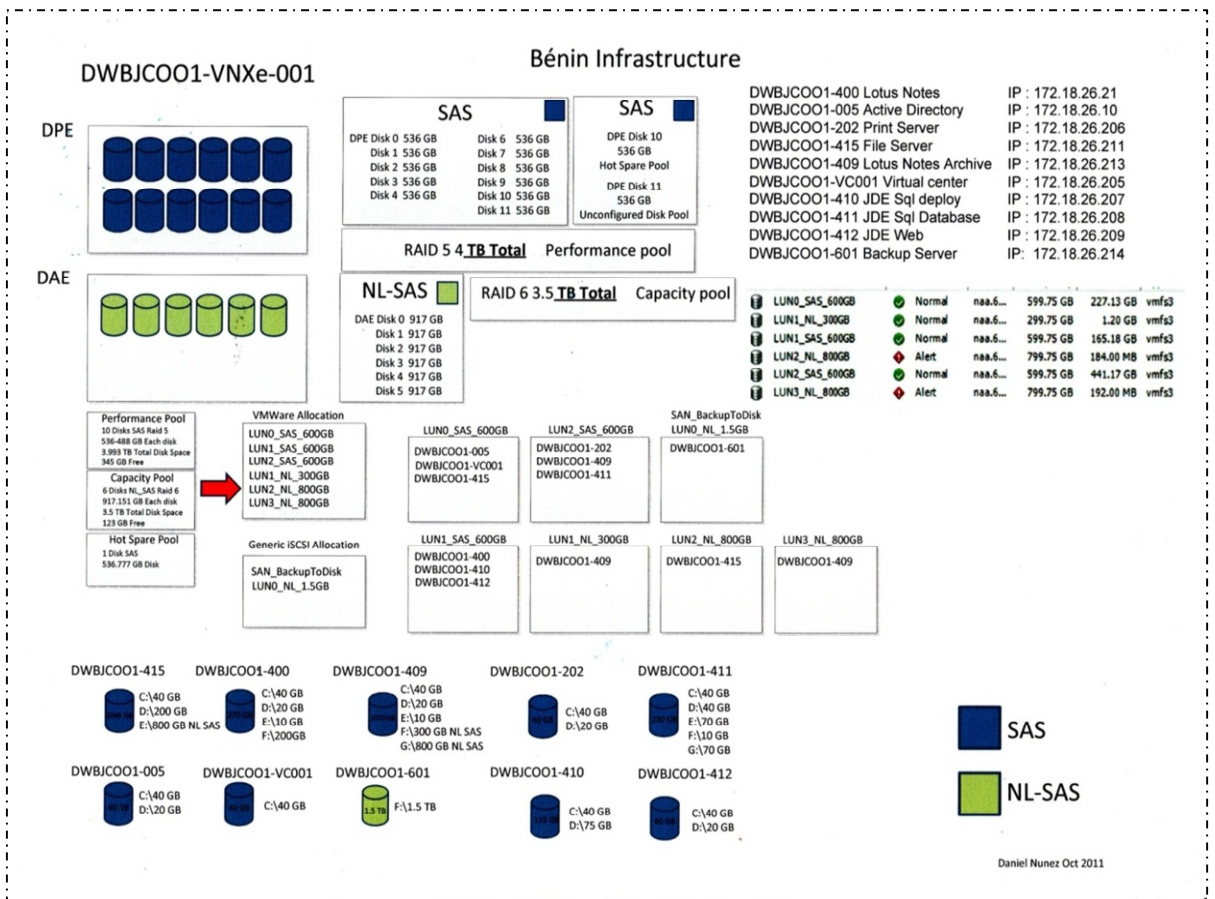 Bénin Infrastructure
DWBJCOO1-VNXe-001
DPE
SAS
DPE Disk 0 536 GB
Disk 1 536 GB
Disk 2 536 GB
Disk 3 536 GB
Disk 4 536 GB
Disk 6 536 GB
Disk 7 536 GB
Disk 8 536 GB
Disk 9 536 GB
Disk 10 536 GB
Disk 11 536 GB
SAS
DPE Disk 10
536 GB
Hot Spare Pool
DPE Disk 11
536 GB
Unconfigured Disk Pool
RAID 5 4 TB Total Performance pool
DWBJCOO1-400 Lotus Notes IP : 172.18.26.21
DWBJCOO1-005 Active Directory IP : 172.18.26.10
DWBJCOO1-202 Print Server IP : 172.18.26.206
DWBJCOO1-415 File Server IP : 172.18.26.211
DWBJCOO1-409 Lotus Notes Archive IP : 172.18.26.213
DWBJCOO1-VC001 Virtual center IP : 172.18.26.205
DWBJCOO1-410 JDE Sql deploy IP : 172.18.26.207
DWBJCOO1-411 JDE Sql Database IP : 172.18.26.208
DWBJCOO1-412 JDE Web IP : 172.18.26.209
DWBJCOO1-601 Backup Server IP: 172.18.26.214
DAE
NL-SAS
DAE Disk 0 917 GB
Disk 1 917 GB
Disk 2 917 GB
Disk 3 917 GB
Disk 4 917 GB
Disk 5 917 GB
RAID 6 3.5 TB Total Capacity pool
LUN0_SAS_600GB Normal naa.6... 599.75 GB 227.13 GB vmfs3
LUN1_NL_300GB Normal naa.6... 299.75 GB 1.20 GB vmfs3
LUN1_SAS_600GB Normal naa.6... 599.75 GB 165.18 GB vmfs3
LUN2_NL_800GB Alert naa.6... 799.75 GB 184.00 MB vmfs3
LUN2_SAS_600GB Normal naa.6... 599.75 GB 441.17 GB vmfs3
LUN3_NL_800GB Alert naa.6... 799.75 GB 192.00 MB vmfs3
Performance Pool
10 Disks SAS Raid 5
536-488 GB Each disk
3.993 TB Total Disk Space
345 GB Free
Capacity Pool
6 Disks NL_SAS Raid 6
917.151 GB Each disk
3.5 TB Total Disk Space
123 GB Free
Hot Spare Pool
1 Disk SAS
536.777 GB Disk
VMWare Allocation
LUN0_SAS_600GB
LUN1_SAS_600GB
LUN2_SAS_600GB
LUN1_NL_300GB
LUN2_NL_800GB
LUN3_NL_800GB
Generic iSCSI Allocation
SAN_BackupToDisk
LUN0_NL_1.5GB
LUN0_SAS_600GB
DWBJCOO1-005
DWBJCOO1-VC001
DWBJCOO1-415
LUN2_SAS_600GB
DWBJCOO1-202
DWBJCOO1-409
DWBJCOO1-411
SAN_BackupToDisk
LUN0_NL_1.5GB
DWBJCOO1-601
LUN1_SAS_600GB
DWBJCOO1-400
DWBJCOO1-410
DWBJCOO1-412
LUN1_NL_300GB
DWBJCOO1-409
LUN2_NL_800GB
DWBJCOO1-415
LUN3_NL_800GB
DWBJCOO1-409
DWBJCOO1-415
C:\40 GB
D:\200 GB
E:\800 GB NL SAS
DWBJCOO1-400
270 GB
C:\40 GB
D:\20 GB
E:\10 GB
F:\200GB
DWBJCOO1-409
C:\40 GB
D:\20 GB
E:\10 GB
F:\300 GB NL SAS
G:\800 GB NL SAS
DWBJCOO1-202
60 GB
C:\40 GB
D:\20 GB
DWBJCOO1-411
230 GB
C:\40 GB
D:\40 GB
E:\70 GB
F:\10 GB
G:\70 GB
DWBJCOO1-005
C:\40 GB
D:\20 GB
DWBJCOO1-VC001
40 GB
C:\40 GB
DWBJCOO1-601
1.5 TB
F:\1.5 TB
DWBJCOO1-410
115 GB
C:\40 GB
D:\75 GB
DWBJCOO1-412
60 GB
C:\40 GB
D:\20 GB
SAS
NL-SAS
Daniel Nunez Oct 2011